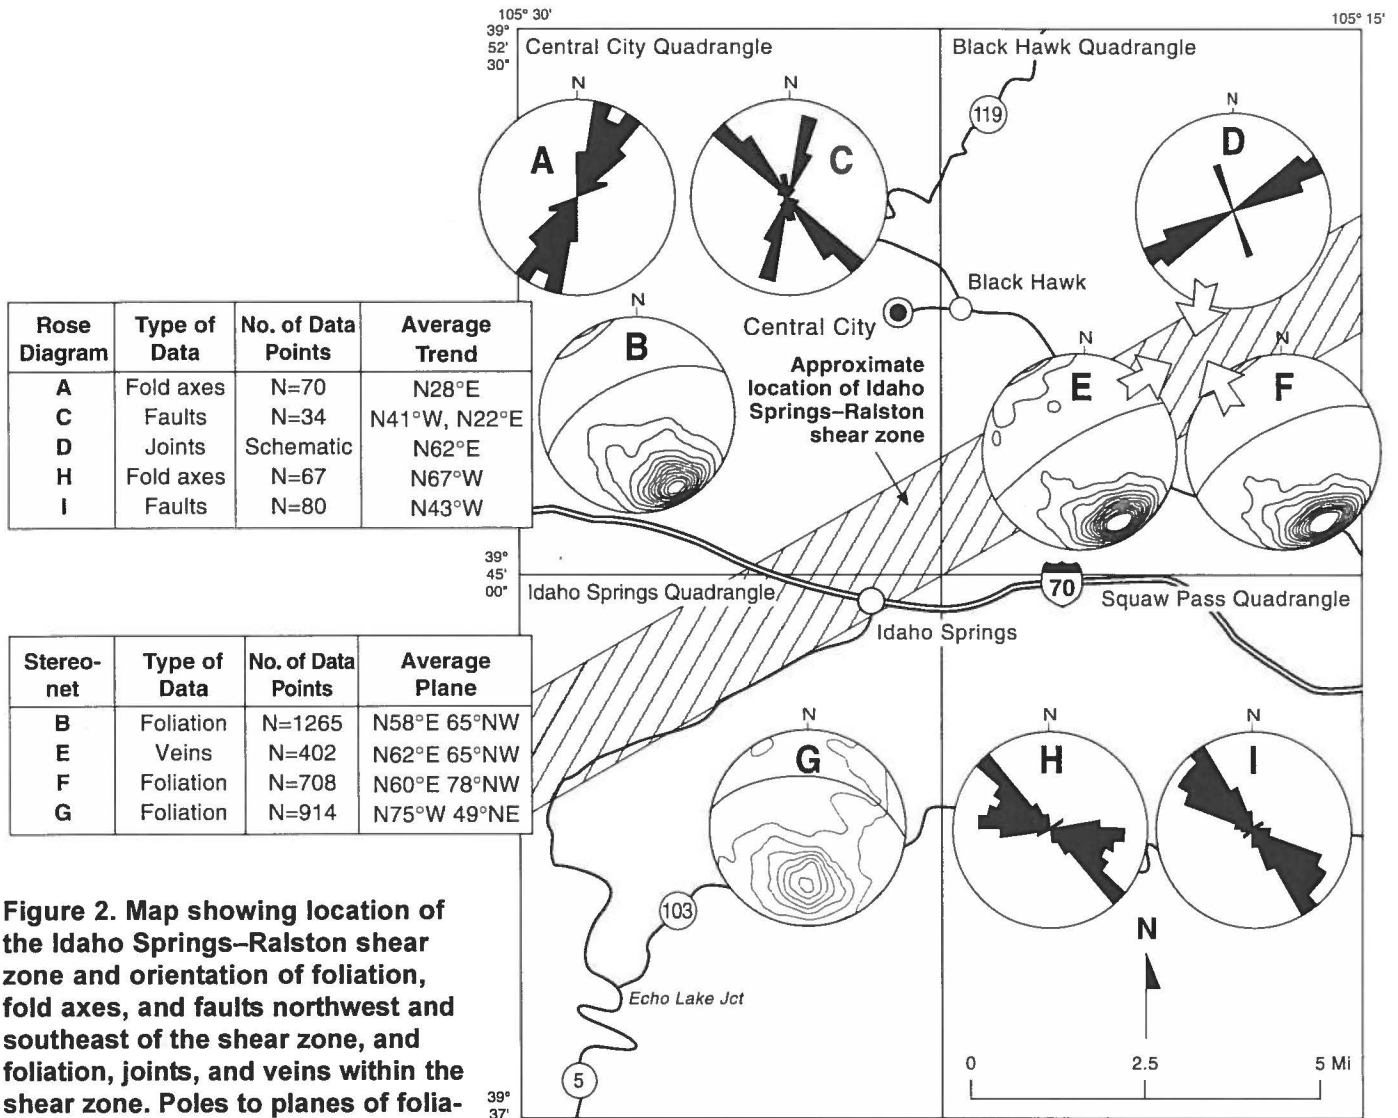 105° 30'
105° 15'
39°
52'
30"
Central City Quadrangle
Black Hawk Quadrangle
N
N
N
119
A
C
D
Black Hawk
Central City
N
B
Approximate
location of Idaho
Springs–Ralston
shear zone
N
E
N
F
Rose Diagram | Type of Data | No. of Data Points | Average Trend
A | Fold axes | N=70 | N28°E
C | Faults | N=34 | N41°W, N22°E
D | Joints | Schematic | N62°E
H | Fold axes | N=67 | N67°W
I | Faults | N=80 | N43°W
39°
45'
00"
Idaho Springs Quadrangle
70
Squaw Pass Quadrangle
Idaho Springs
Stereo-net | Type of Data | No. of Data Points | Average Plane
B | Foliation | N=1265 | N58°E 65°NW
E | Veins | N=402 | N62°E 65°NW
F | Foliation | N=708 | N60°E 78°NW
G | Foliation | N=914 | N75°W 49°NE
N
G
N
H
N
I
103
Echo Lake Jct
5
N
0 2.5 5 Mi
39°
37'
Figure 2. Map showing location of
the Idaho Springs–Ralston shear
zone and orientation of foliation,
fold axes, and faults northwest and
southeast of the shear zone, and
foliation, joints, and veins within the
shear zone. Poles to planes of folia-